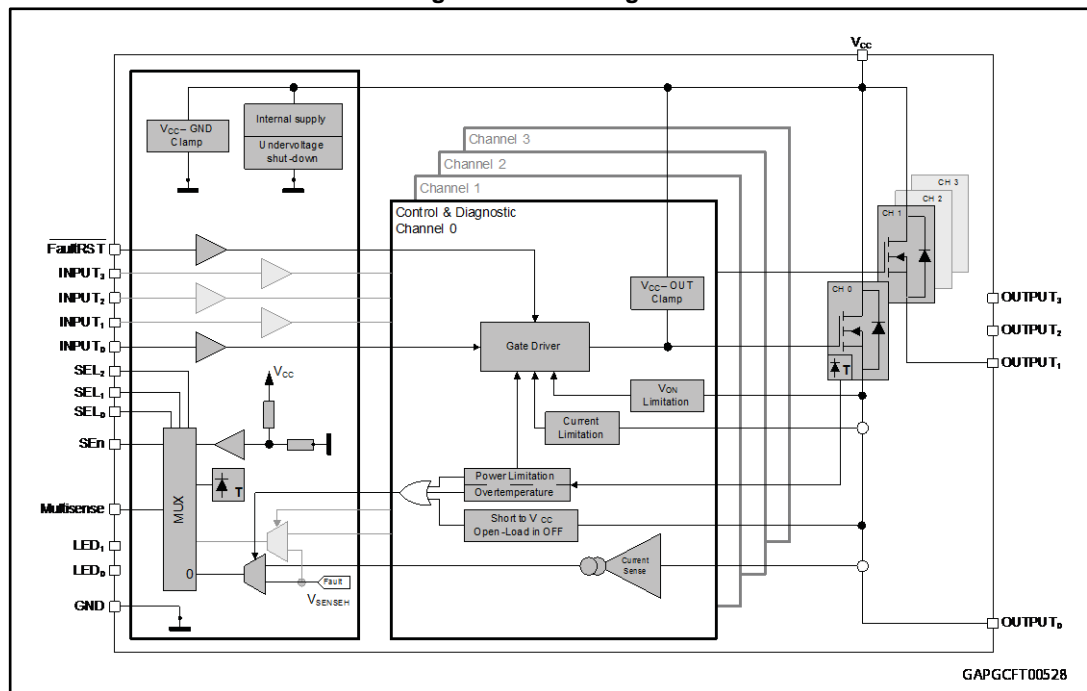 Vcc
Vcc – GND
Clamp
Internal supply
Undervoltage
shut-down
Channel 3
Channel 2
Channel 1
Control & Diagnostic
Channel 0
CH 3
CH 2
CH 1
CH 0
T
FaultRST
INPUT3
INPUT2
INPUT1
INPUT0
SEL2
SEL1
SEL0
SEn
Multisense
LED1
LED0
GND
Vcc
MUX
T
0
Fault
VSENSEH
Vcc – OUT
Clamp
Gate Driver
VON
Limitation
Current
Limitation
Power Limitation
Overtemperature
Short to Vcc
Open-Load in OFF
Current
Sense
OUTPUT3
OUTPUT2
OUTPUT1
OUTPUT0
GAPGCFT00528